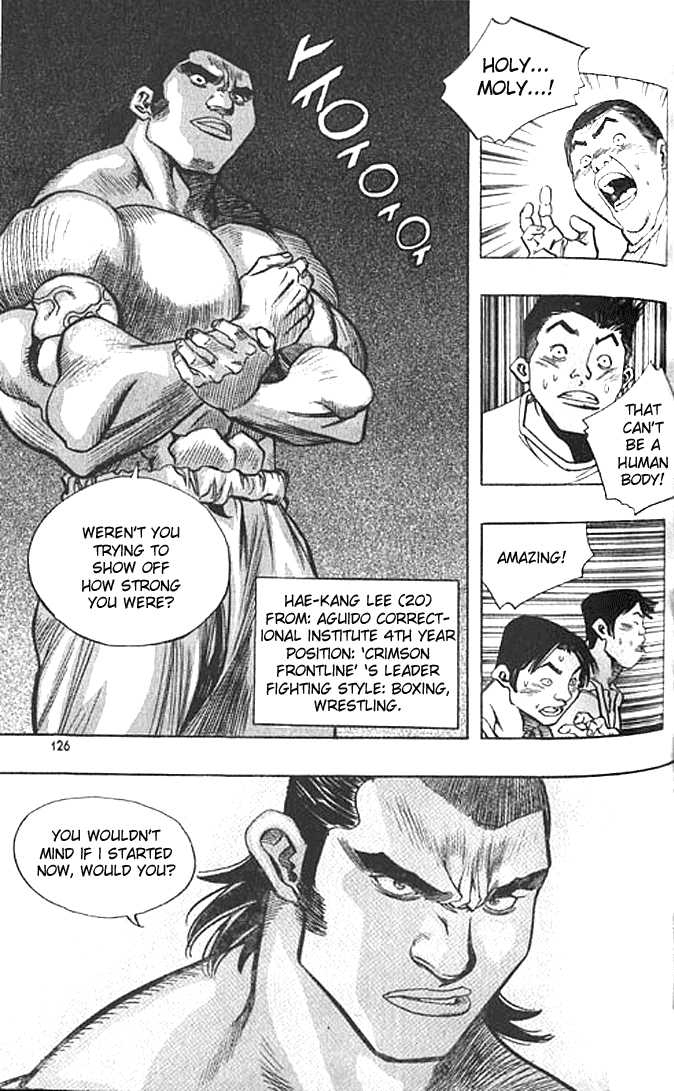 WEREN'T YOU
TRYING TO
SHOW OFF
HOW STRONG
YOU WERE?
HAE-KANG LEE (20)
FROM: AGUIDO CORRECT-
IONAL INSTITUTE 4TH YEAR
POSITION: 'CRIMSON
FRONTLINE' 'S LEADER
FIGHTING STYLE: BOXING,
WRESTLING.
126
HOLY...
MOLY...!
THAT
CAN'T
BE A
HUMAN
BODY!
AMAZING!
YOU WOULDN'T
MIND IF I STARTED
NOW, WOULD YOU?